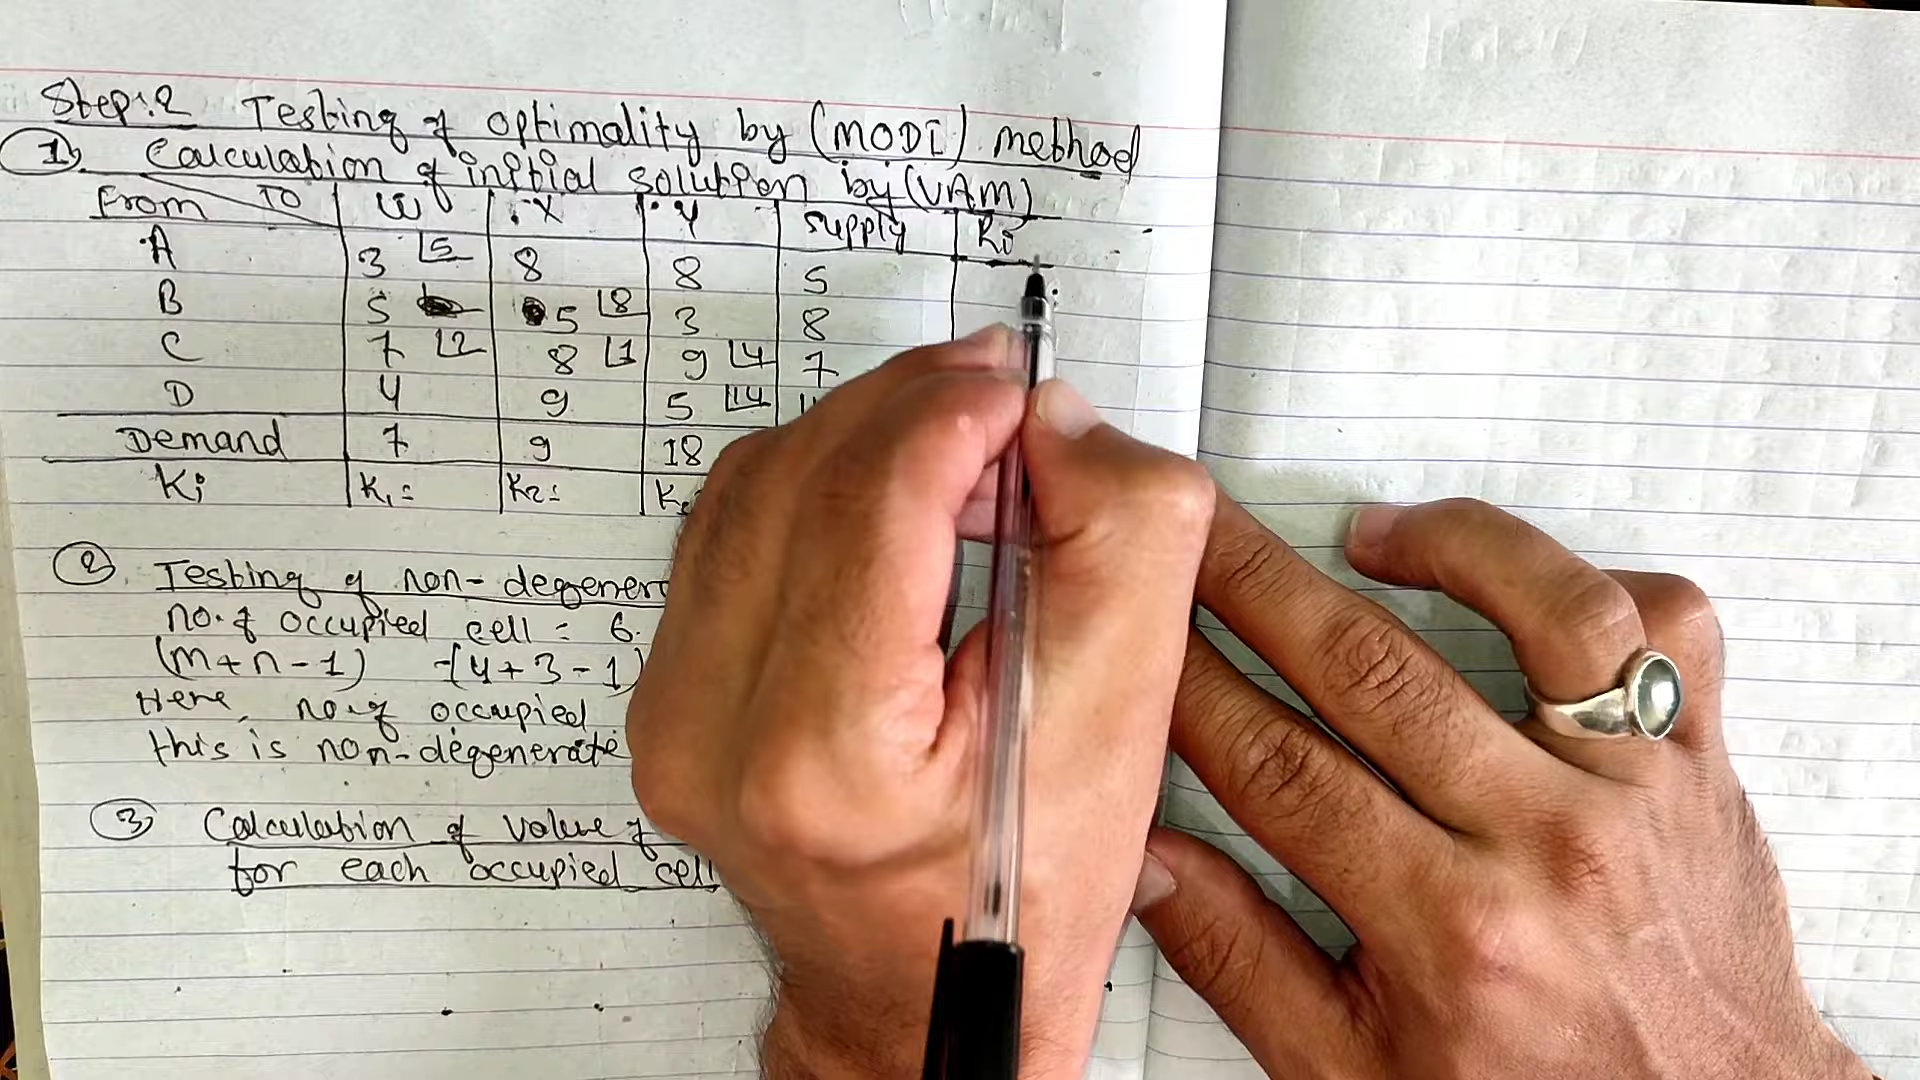 Step:2 Testing of optimality by (MODI) method
1). Calculation of initial solution by (VAM)
From TO W X Y Supply Ri
A 3 5 8 8 5
B 5 5 8 3 8
C 7 2 8 1 9 4 7
D 4 9 5 14
Demand 7 9 18
Kj K1= K2=
2. Testing of non-degener
no. of occupied cell = 6.
(m+n-1) -(4+3-1)
Here, no. of occupied
this is non-degenerate
3) Calculation of value of
for each occupied cell